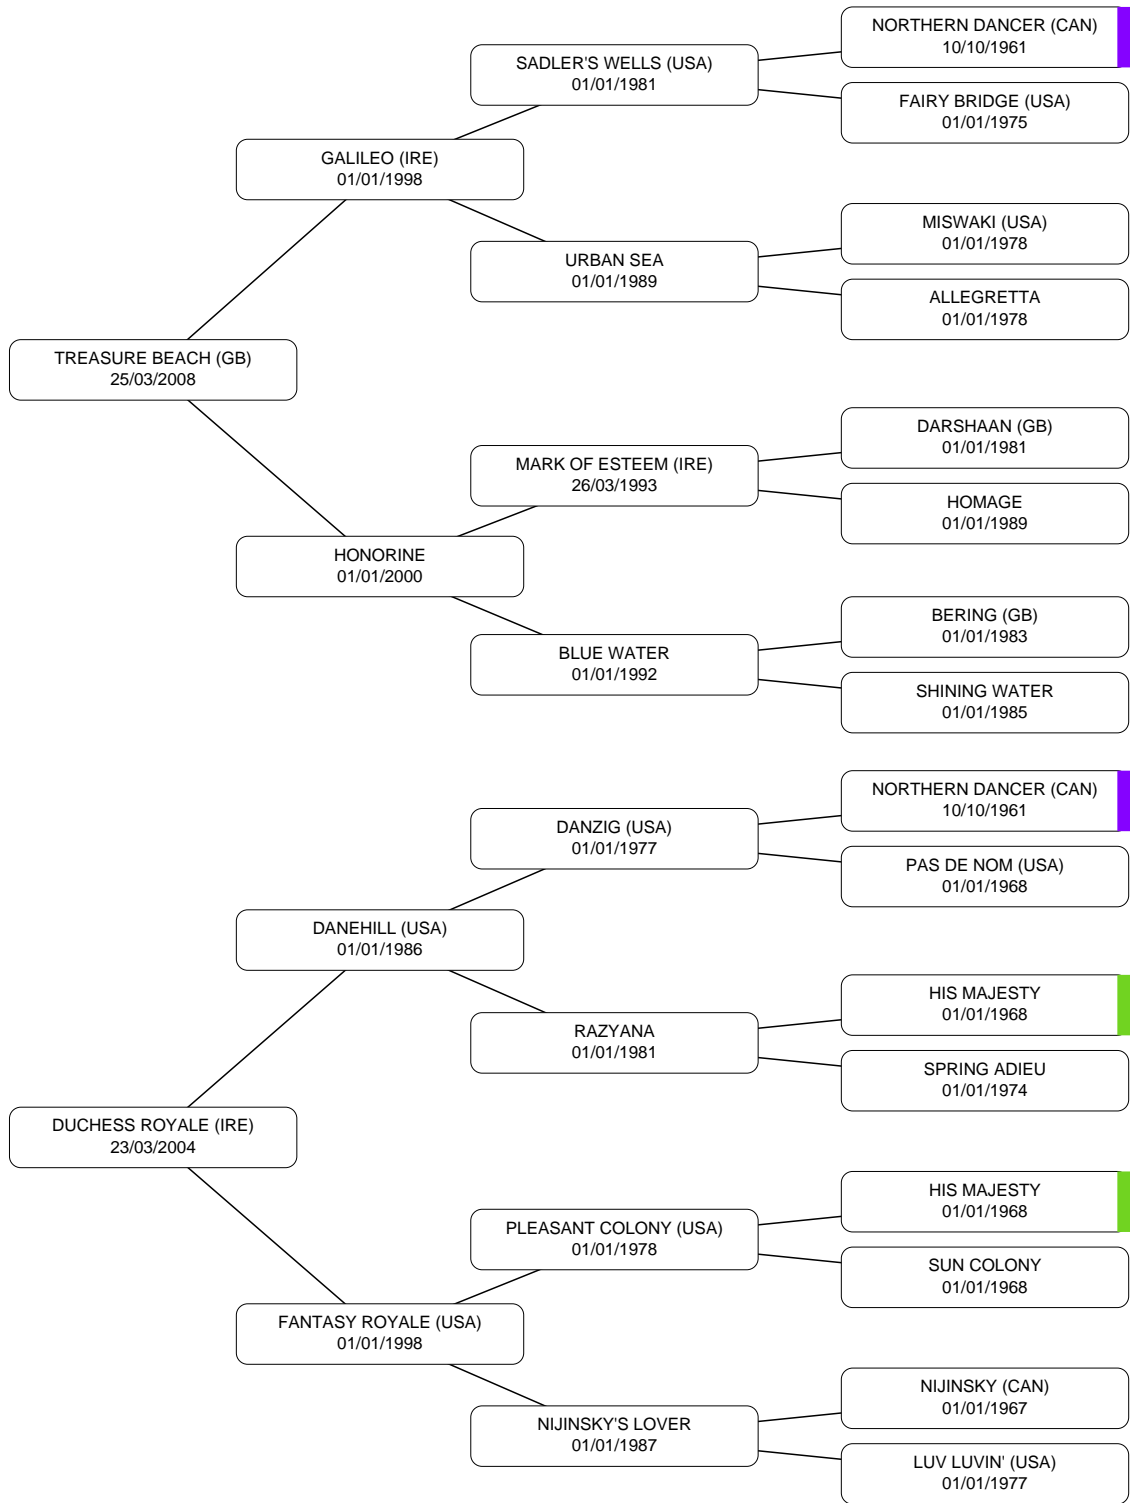 NORTHERN DANCER (CAN)
10/10/1961
SADLER'S WELLS (USA)
01/01/1981
FAIRY BRIDGE (USA)
01/01/1975
GALILEO (IRE)
01/01/1998
MISWAKI (USA)
01/01/1978
URBAN SEA
01/01/1989
ALLEGRETTA
01/01/1978
TREASURE BEACH (GB)
25/03/2008
DARSHAAN (GB)
01/01/1981
MARK OF ESTEEM (IRE)
26/03/1993
HOMAGE
01/01/1989
HONORINE
01/01/2000
BERING (GB)
01/01/1983
BLUE WATER
01/01/1992
SHINING WATER
01/01/1985
NORTHERN DANCER (CAN)
10/10/1961
DANZIG (USA)
01/01/1977
PAS DE NOM (USA)
01/01/1968
DANEHILL (USA)
01/01/1986
HIS MAJESTY
01/01/1968
RAZYANA
01/01/1981
SPRING ADIEU
01/01/1974
DUCHESS ROYALE (IRE)
23/03/2004
HIS MAJESTY
01/01/1968
PLEASANT COLONY (USA)
01/01/1978
SUN COLONY
01/01/1968
FANTASY ROYALE (USA)
01/01/1998
NIJINSKY (CAN)
01/01/1967
NIJINSKY'S LOVER
01/01/1987
LUV LUVIN' (USA)
01/01/1977